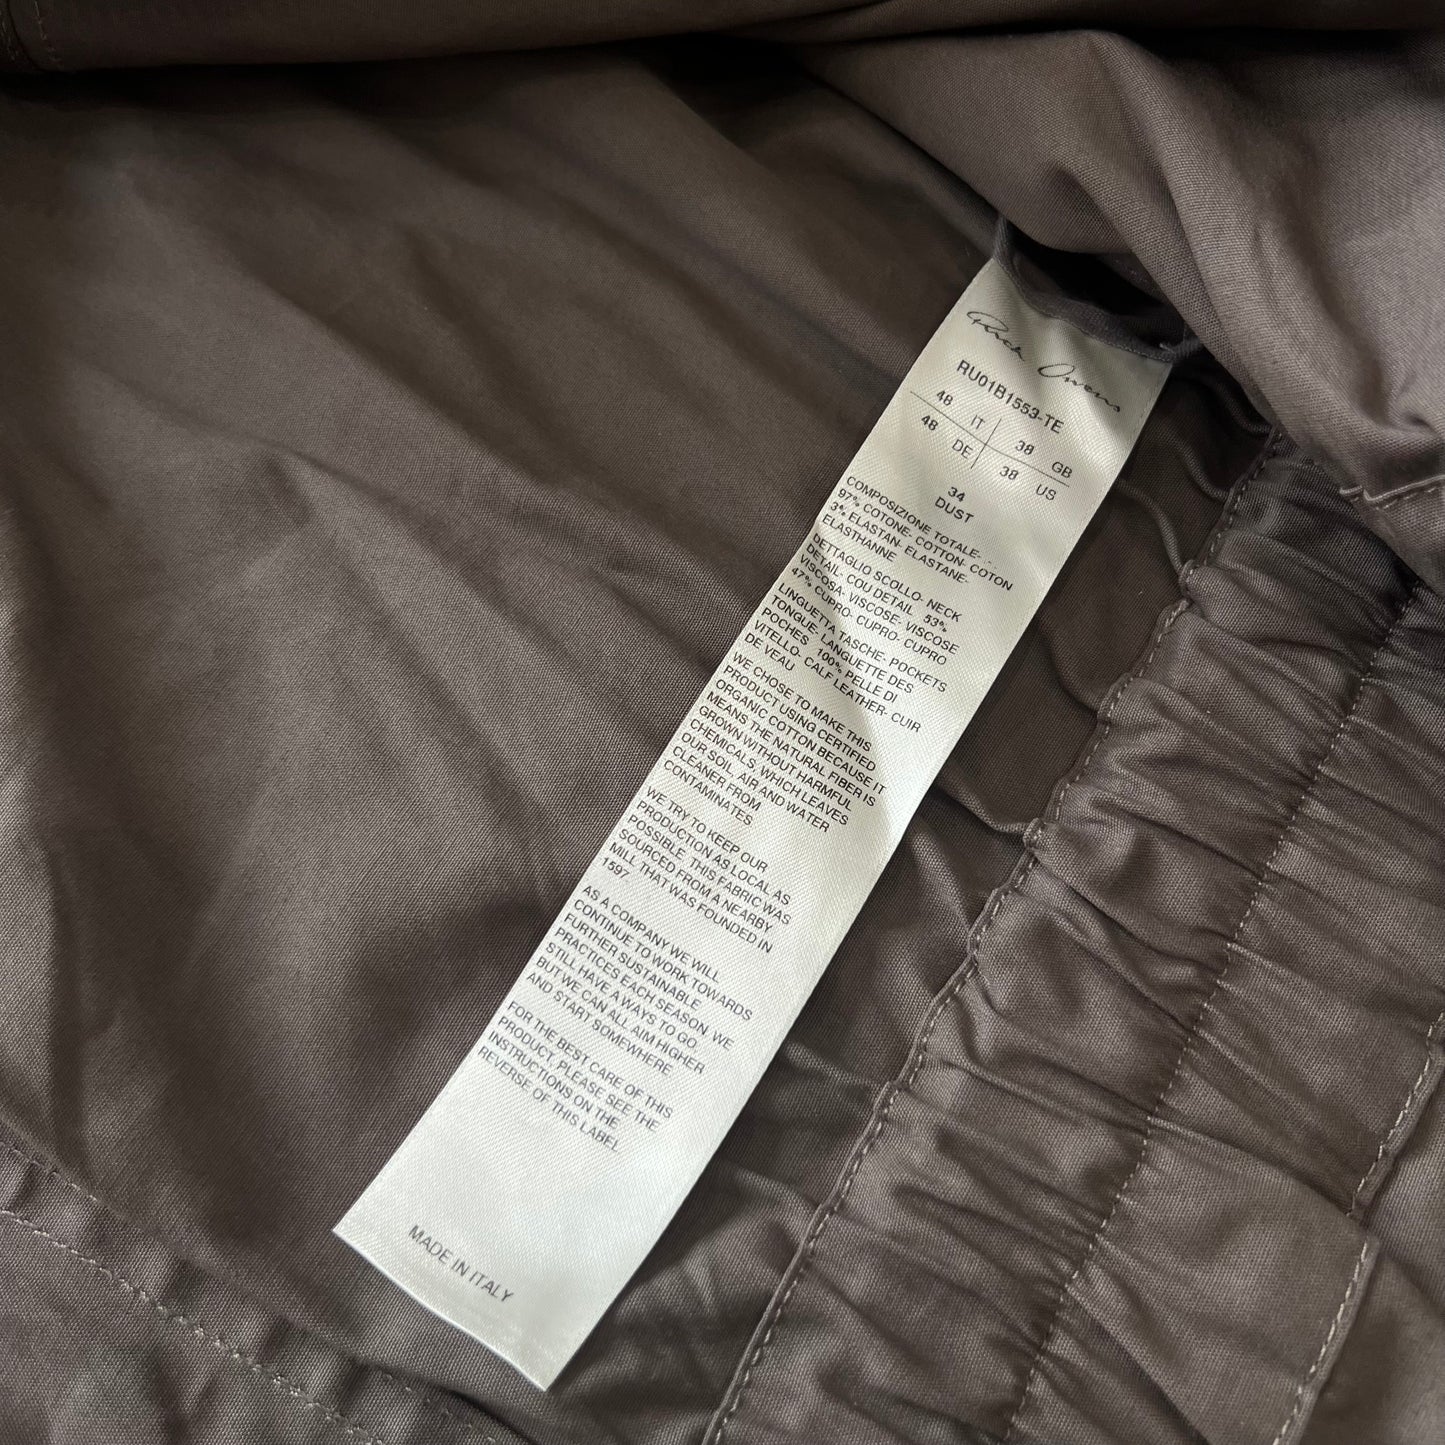 Rick Owens
RU01B1553-TE
48 IT 38 GB
48 DE 38 US
34
DUST
COMPOSIZIONE TOTALE-
97% COTONE- COTTON- COTON
3% ELASTAN- ELASTANE-
ELASTHANNE
DETTAGLIO SCOLLO- NECK
DETAIL- COU DETAIL 53%
VISCOSA- VISCOSE- VISCOSE
47% CUPRO- CUPRO- CUPRO
LINGUETTA TASCHE- POCKETS
TONGUE- LANGUETTE DES
POCHES 100% PELLE DI
VITELLO- CALF LEATHER- CUIR
DE VEAU
WE CHOSE TO MAKE THIS
PRODUCT USING CERTIFIED
ORGANIC COTTON BECAUSE IT
MEANS THE NATURAL FIBER IS
GROWN WITHOUT HARMFUL
CHEMICALS, WHICH LEAVES
OUR SOIL, AIR AND WATER
CLEANER FROM
CONTAMINATES
WE TRY TO KEEP OUR
PRODUCTION AS LOCAL AS
POSSIBLE. THIS FABRIC WAS
SOURCED FROM A NEARBY
MILL THAT WAS FOUNDED IN
1597
AS A COMPANY WE WILL
CONTINUE TO WORK TOWARDS
FURTHER SUSTAINABLE
PRACTICES EACH SEASON. WE
STILL HAVE A WAYS TO GO
BUT WE CAN ALL AIM HIGHER
AND START SOMEWHERE
FOR THE BEST CARE OF THIS
PRODUCT, PLEASE SEE THE
INSTRUCTIONS ON THE
REVERSE OF THIS LABEL
MADE IN ITALY